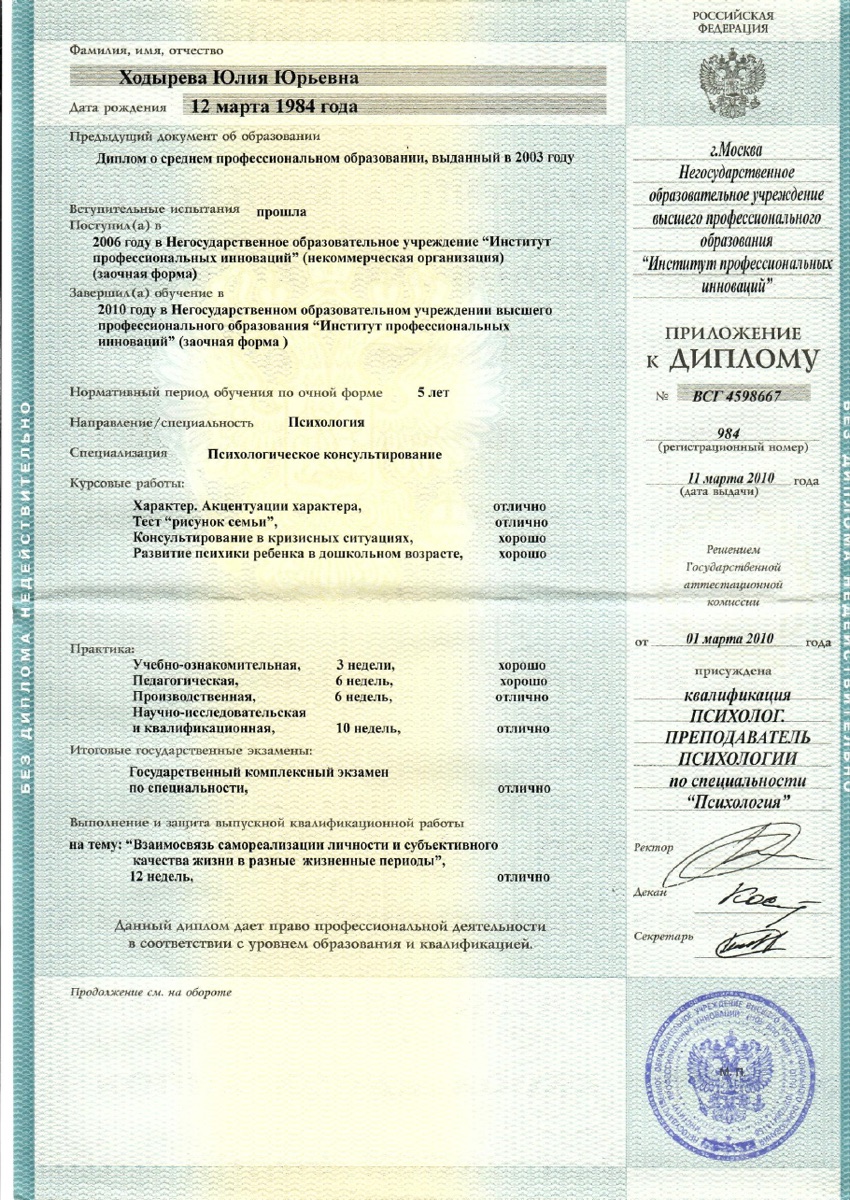 Фамилия, имя, отчество
Ходырева Юлия Юрьевна
Дата рождения 12 марта 1984 года
Предыдущий документ об образовании
Диплом о среднем профессиональном образовании, выданный в 2003 году
Вступительные испытания прошла
Поступил(а) в
2006 году в Негосударственное образовательное учреждение “Институт
профессиональных инноваций” (некоммерческая организация)
(заочная форма)
Завершил(а) обучение в
2010 году в Негосударственном образовательном учреждении высшего
профессионального образования “Институт профессиональных
инноваций” (заочная форма )
Нормативный период обучения по очной форме 5 лет
Направление/специальность Психология
Специализация Психологическое консультирование
Курсовые работы:
Характер. Акцентуации характера, отлично
Тест “рисунок семьи”, отлично
Консультирование в кризисных ситуациях, хорошо
Развитие психики ребенка в дошкольном возрасте, хорошо
Практика:
Учебно-ознакомительная, 3 недели, хорошо
Педагогическая, 6 недель, хорошо
Производственная, 6 недель, отлично
Научно-исследовательская
и квалификационная, 10 недель, отлично
Итоговые государственные экзамены:
Государственный комплексный экзамен
по специальности, отлично
Выполнение и защита выпускной квалификационной работы
на тему: “Взаимосвязь самореализации личности и субъективного
качества жизни в разные жизненные периоды”,
12 недель, отлично
Данный диплом дает право профессиональной деятельности
в соответствии с уровнем образования и квалификацией.
Продолжение см. на обороте
РОССИЙСКАЯ
ФЕДЕРАЦИЯ
г.Москва
Негосударственное
образовательное учреждение
высшего профессионального
образования
“Институт профессиональных
инноваций”
ПРИЛОЖЕНИЕ
к ДИПЛОМУ
№ ВСГ 4598667
984
(регистрационный номер)
11 марта 2010 года
(дата выдачи)
Решением
Государственной
аттестационной
комиссии
от 01 марта 2010 года
присуждена
квалификация
ПСИХОЛОГ.
ПРЕПОДАВАТЕЛЬ
ПСИХОЛОГИИ
по специальности
“Психология”
Ректор
Декан
Секретарь
М.П.
БЕЗ ДИПЛОМА НЕДЕЙСТВИТЕЛЬНО
БЕЗ ДИПЛОМА НЕДЕЙСТВИТЕЛЬНО